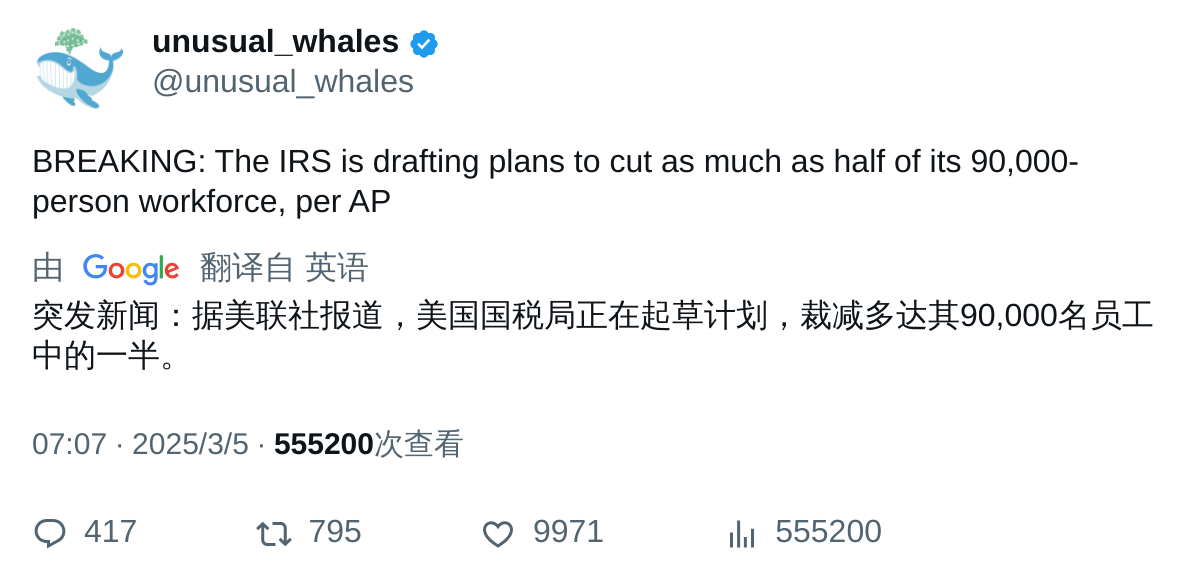 unusual_whales
@unusual_whales
BREAKING: The IRS is drafting plans to cut as much as half of its 90,000-
person workforce, per AP
由 Google 翻译自 英语
突发新闻：据美联社报道，美国国税局正在起草计划，裁减多达其90,000名员工
中的一半。
07:07 · 2025/3/5 · 555200次查看
417 795 9971 555200